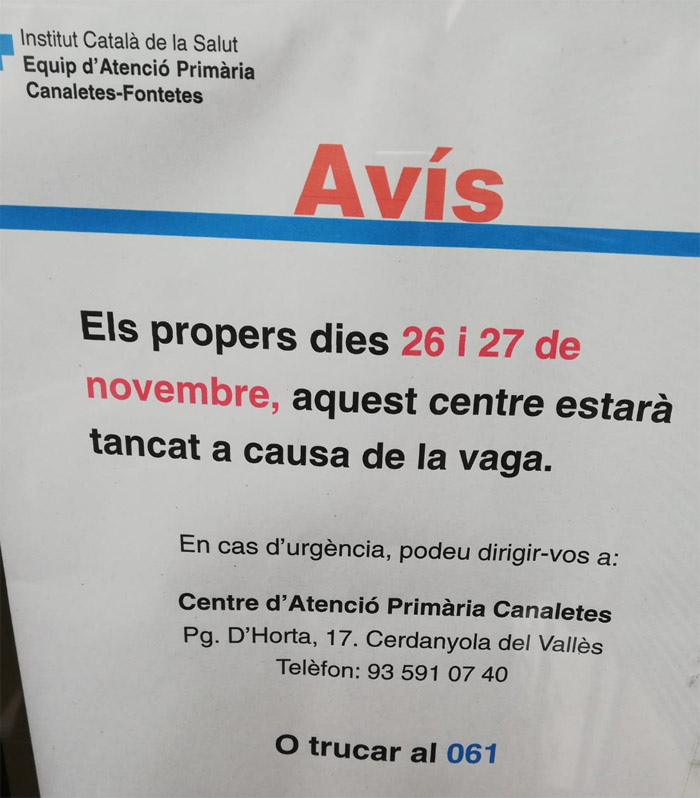 Institut Català de la Salut
Equip d'Atenció Primària
Canaletes-Fontetes
Avís
Els propers dies 26 i 27 de
novembre, aquest centre estarà
tancat a causa de la vaga.
En cas d'urgència, podeu dirigir-vos a:
Centre d'Atenció Primària Canaletes
Pg. D'Horta, 17. Cerdanyola del Vallès
Telèfon: 93 591 07 40
O trucar al 061